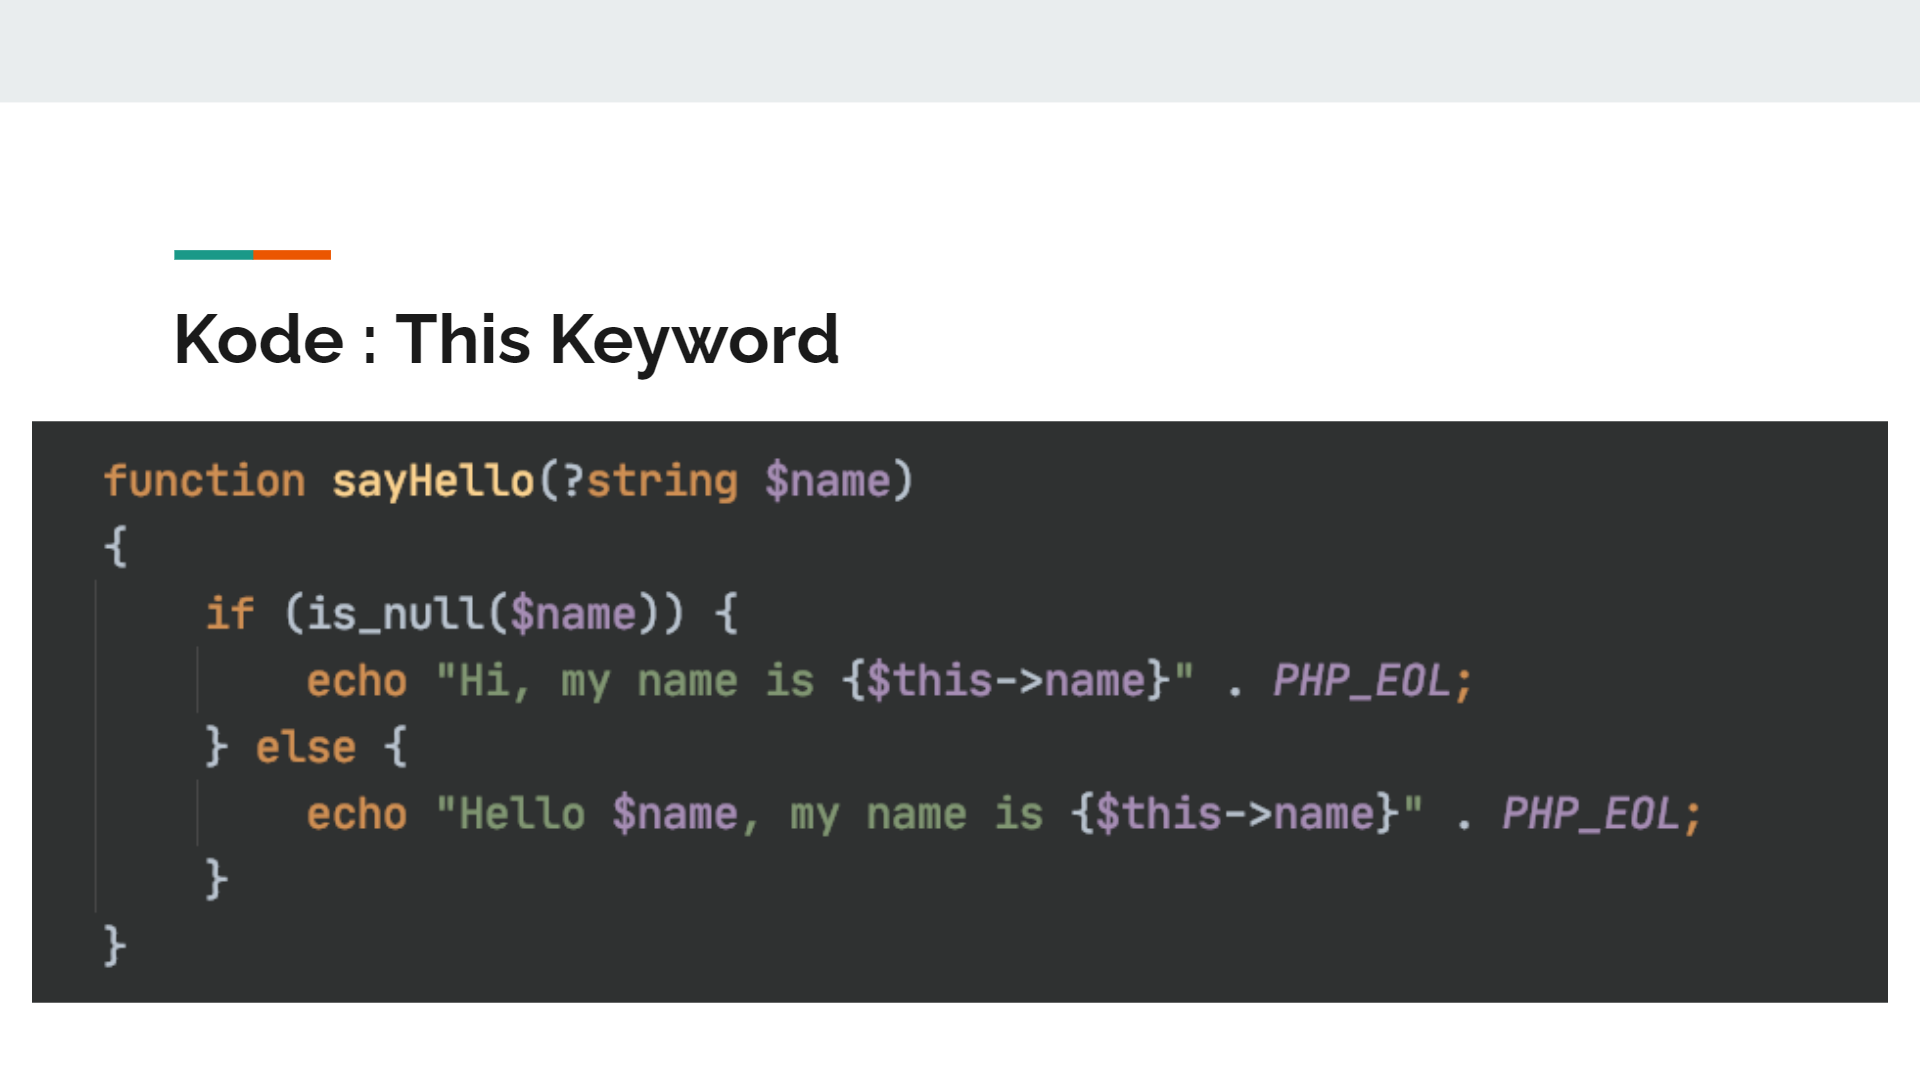 Kode : This Keyword
function sayHello(?string $name)
{
    if (is_null($name)) {
        echo "Hi, my name is {$this->name}" . PHP_EOL;
    } else {
        echo "Hello $name, my name is {$this->name}" . PHP_EOL;
    }
}